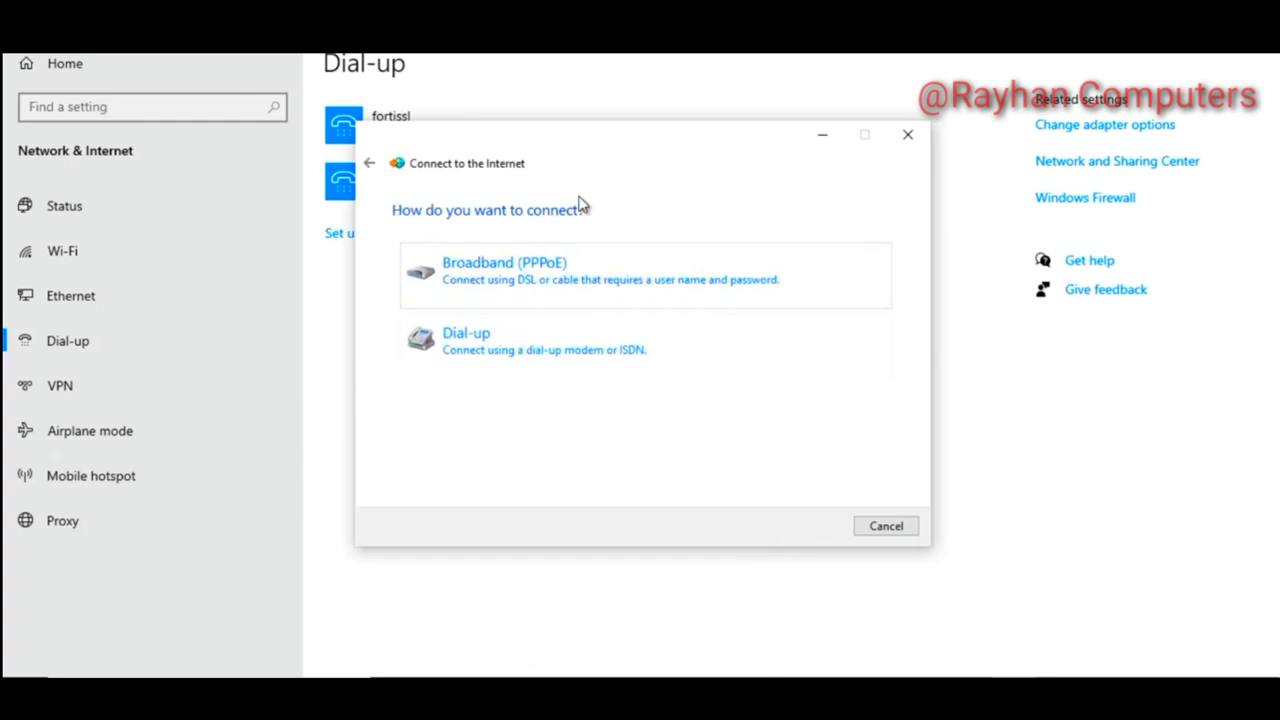 Home
Dial-up
@Rayhan Computers
Find a setting
fortissl
Related settings
Change adapter options
Network & Internet
Connect to the Internet
Network and Sharing Center
Status
How do you want to connect?
Windows Firewall
Set u
Wi-Fi
Broadband (PPPoE)
Connect using DSL or cable that requires a user name and password.
Get help
Ethernet
Give feedback
Dial-up
Dial-up
Connect using a dial-up modem or ISDN.
VPN
Airplane mode
Mobile hotspot
Proxy
Cancel